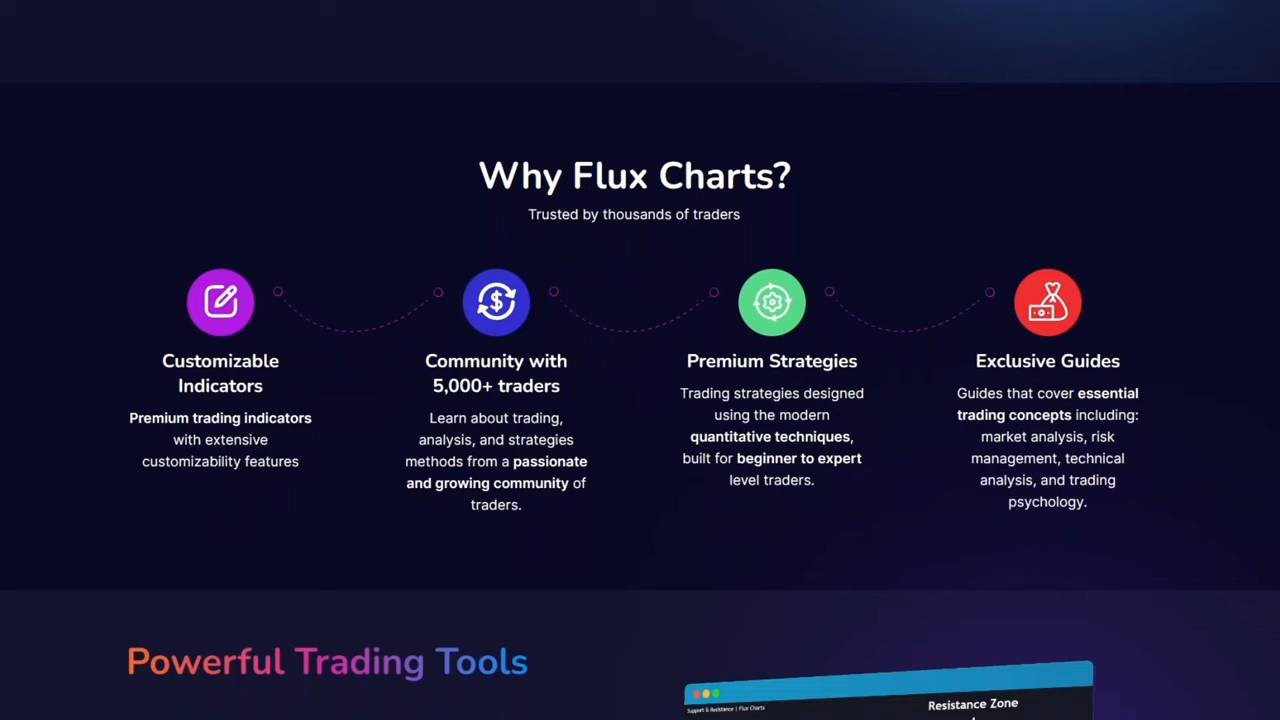 Why Flux Charts?
Trusted by thousands of traders
Customizable
Indicators
Premium trading indicators
with extensive
customizability features
Community with
5,000+ traders
Learn about trading,
analysis, and strategies
methods from a passionate
and growing community of
traders.
Premium Strategies
Trading strategies designed
using the modern
quantitative techniques,
built for beginner to expert
level traders.
Exclusive Guides
Guides that cover essential
trading concepts including:
market analysis, risk
management, technical
analysis, and trading
psychology.
Powerful Trading Tools
Support & Resistance | Flux Charts
Resistance Zone